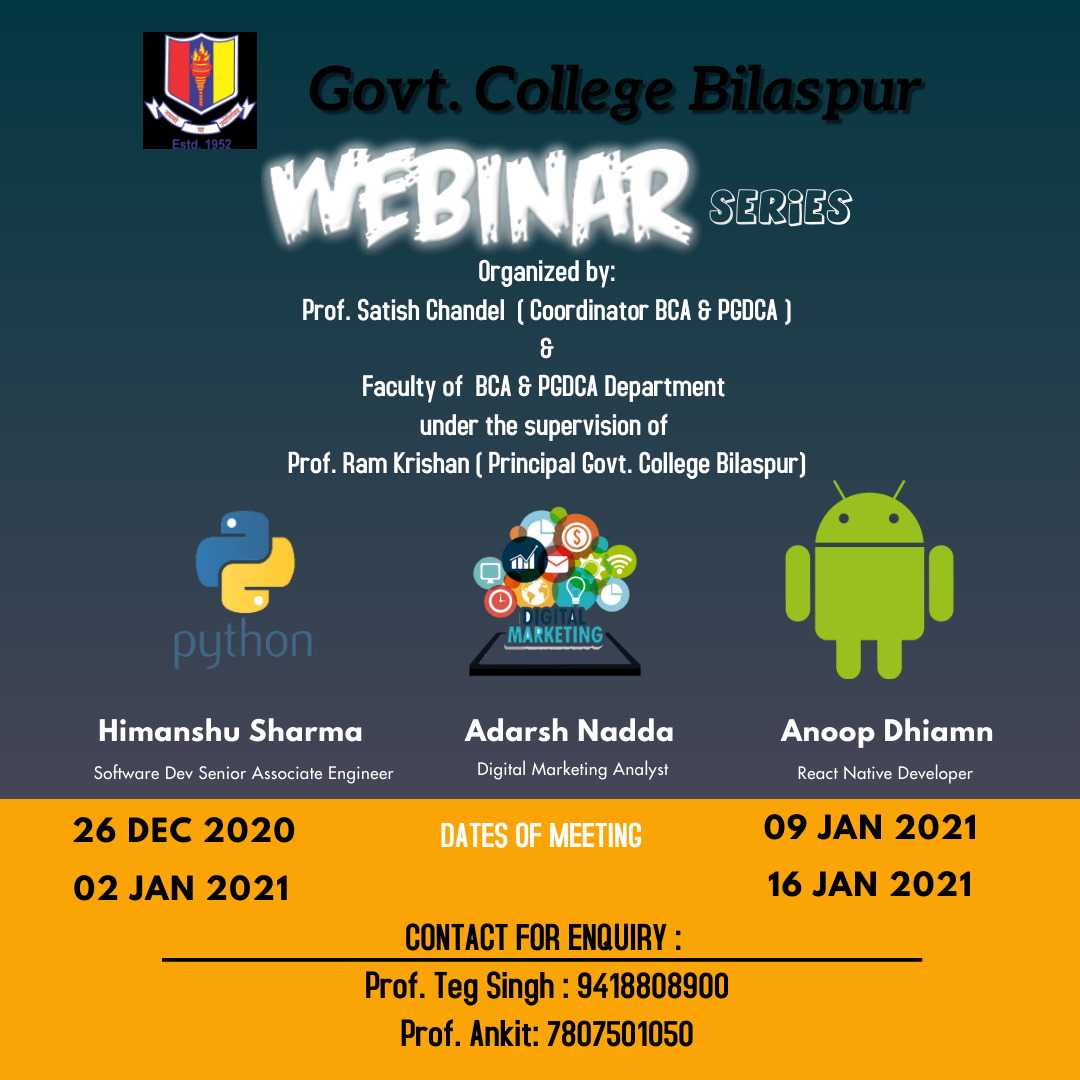 Govt. College Bilaspur
Estd. 1952
WEBINAR SERIES
Organized by:
Prof. Satish Chandel ( Coordinator BCA & PGDCA )
&
Faculty of BCA & PGDCA Department
under the supervision of
Prof. Ram Krishan ( Principal Govt. College Bilaspur)
python
DIGITAL
MARKETING
Himanshu Sharma
Software Dev Senior Associate Engineer
Adarsh Nadda
Digital Marketing Analyst
Anoop Dhiamn
React Native Developer
26 DEC 2020
02 JAN 2021
DATES OF MEETING
09 JAN 2021
16 JAN 2021
CONTACT FOR ENQUIRY :
Prof. Teg Singh : 9418808900
Prof. Ankit: 7807501050